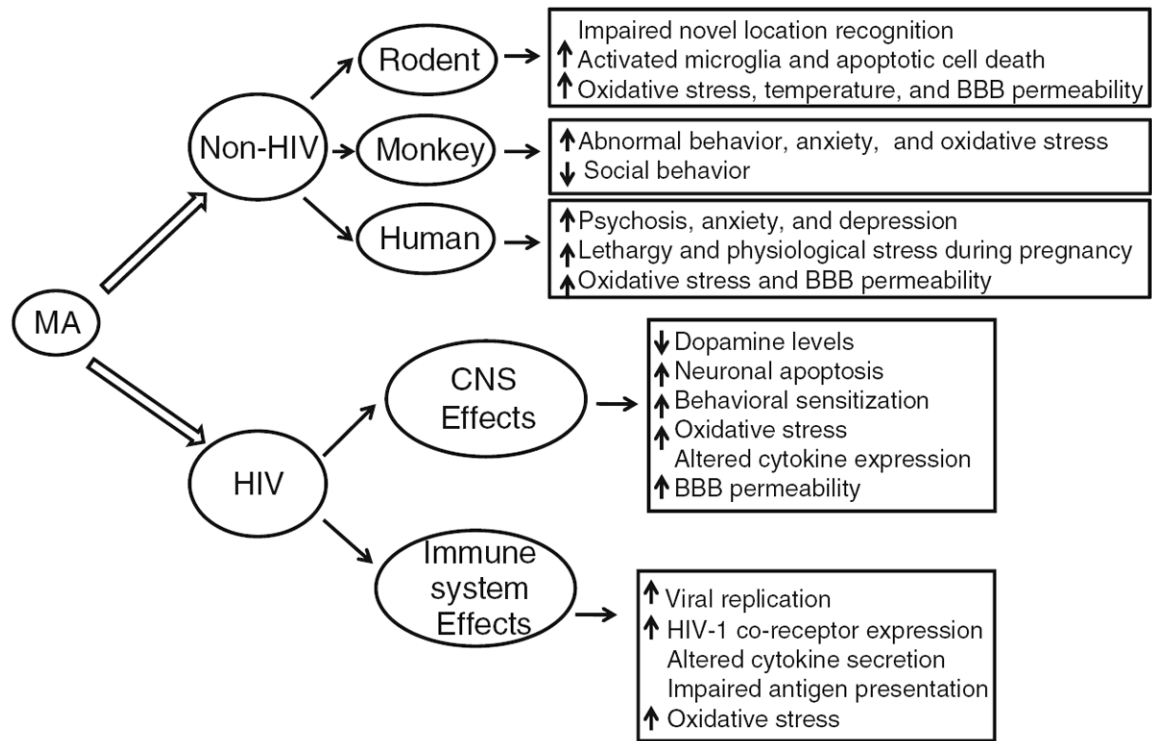 MA
Non-HIV
Rodent
Impaired novel location recognition
↑ Activated microglia and apoptotic cell death
↑ Oxidative stress, temperature, and BBB permeability
Monkey
↑ Abnormal behavior, anxiety, and oxidative stress
↓ Social behavior
Human
↑ Psychosis, anxiety, and depression
↑ Lethargy and physiological stress during pregnancy
↑ Oxidative stress and BBB permeability
HIV
CNS
Effects
↓ Dopamine levels
↑ Neuronal apoptosis
↑ Behavioral sensitization
↑ Oxidative stress
Altered cytokine expression
↑ BBB permeability
Immune
system
Effects
↑ Viral replication
↑ HIV-1 co-receptor expression
Altered cytokine secretion
Impaired antigen presentation
↑ Oxidative stress